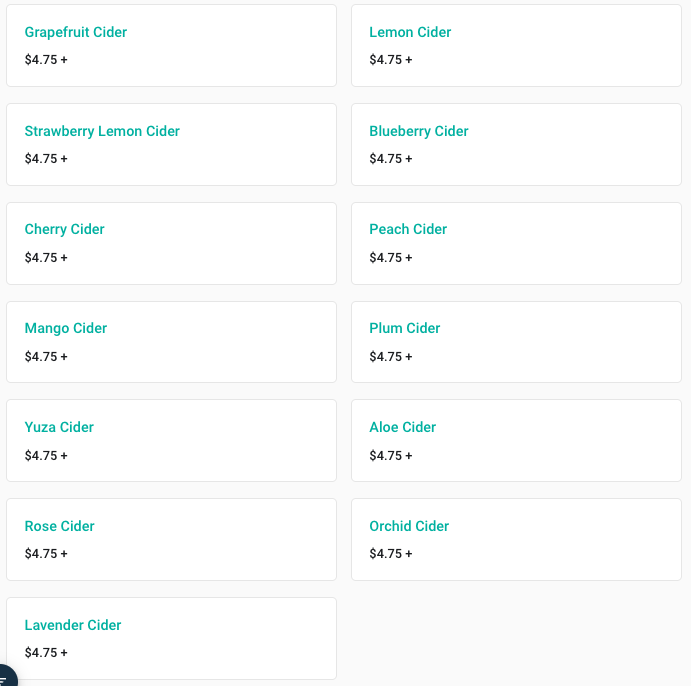 Grapefruit Cider
$4.75 +
Lemon Cider
$4.75 +
Strawberry Lemon Cider
$4.75 +
Blueberry Cider
$4.75 +
Cherry Cider
$4.75 +
Peach Cider
$4.75 +
Mango Cider
$4.75 +
Plum Cider
$4.75 +
Yuza Cider
$4.75 +
Aloe Cider
$4.75 +
Rose Cider
$4.75 +
Orchid Cider
$4.75 +
Lavender Cider
$4.75 +